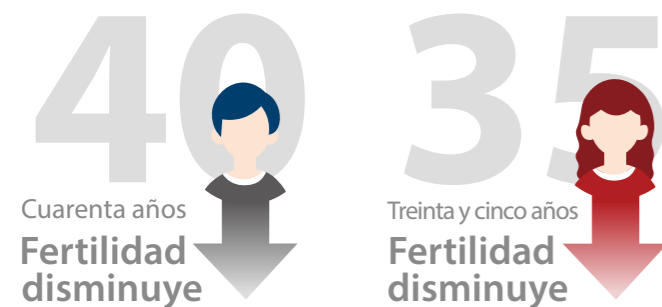 40
Cuarenta años
Fertilidad
disminuye
35
Treinta y cinco años
Fertilidad
disminuye